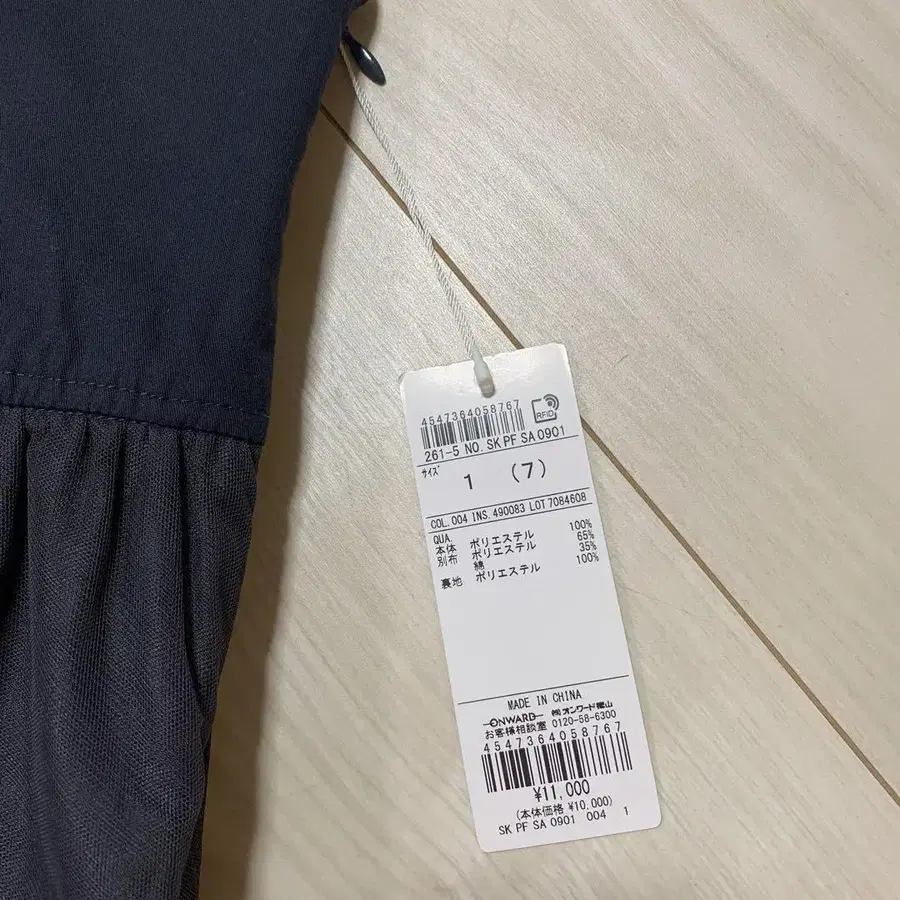 4547364058767
RFID
261-5 NO. SK PF SA 0901
サイズ
1 (7)
COL. 004 INS. 490083 LOT 7084608
QUA.
本体 ポリエステル 100%
別布 ポリエステル 65%
綿 35%
裏地 ポリエステル 100%
MADE IN CHINA
ONWARD ㈱オンワード樫山
お客様相談室 0120-58-6300
4547364058767
¥11,000
(本体価格 ¥10,000)
SK PF SA 0901 004 1